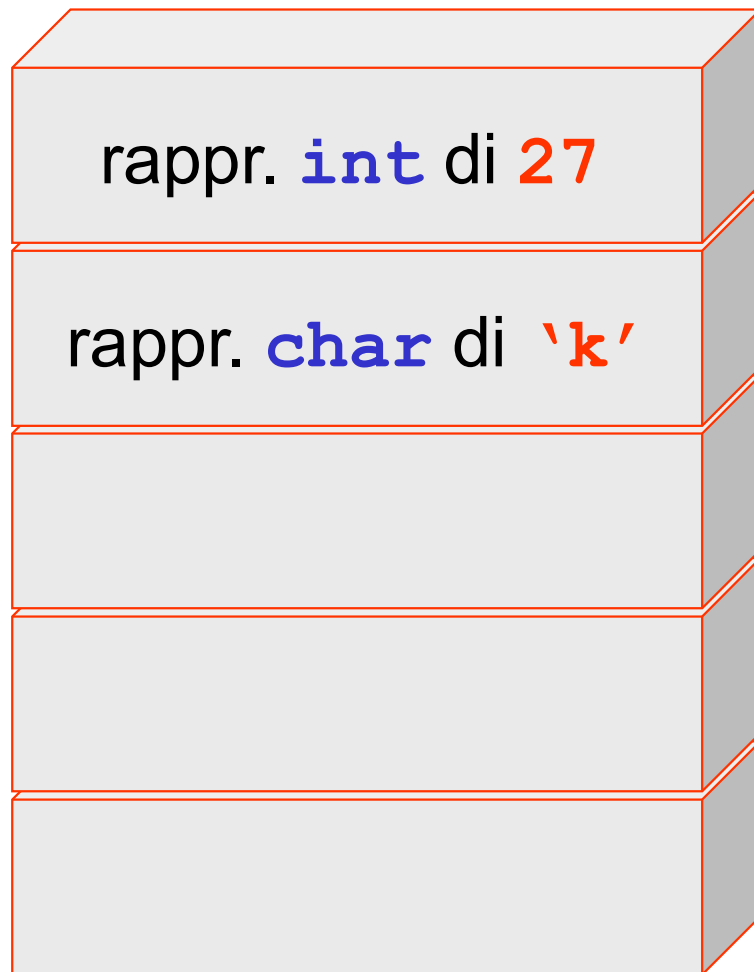 rappr. int di 27
rappr. char di ‘k’